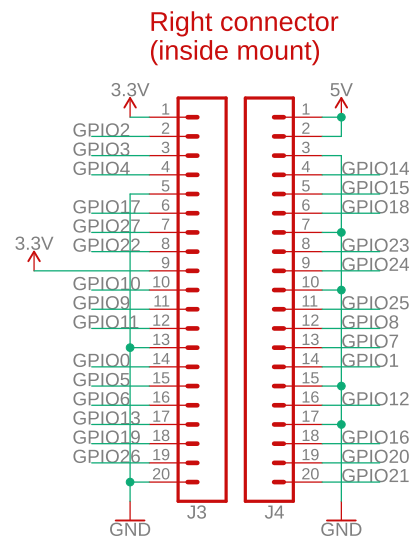 Right connector
(inside mount)
3.3V 5V
1 1
GPIO2 2 2
GPIO3 3 3
GPIO4 4 4 GPIO14
5 5 GPIO15
GPIO17 6 6 GPIO18
GPIO27 7 7
GPIO22 8 8 GPIO23
3.3V 9 9 GPIO24
GPIO10 10 10
GPIO9 11 11 GPIO25
GPIO11 12 12 GPIO8
13 13 GPIO7
GPIO0 14 14 GPIO1
GPIO5 15 15
GPIO6 16 16 GPIO12
GPIO13 17 17
GPIO19 18 18 GPIO16
GPIO26 19 19 GPIO20
20 20 GPIO21
J3 J4
GND GND